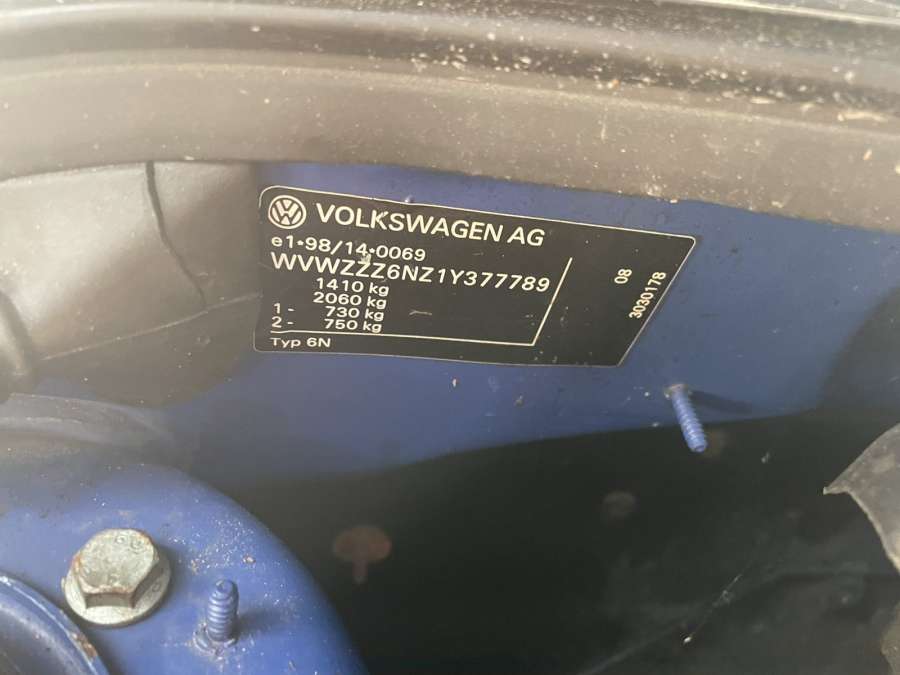 VOLKSWAGEN AG
e1*98/14*0069
WVWZZZ6NZ1Y377789
1410 kg
2060 kg
1 - 730 kg
2 - 750 kg
Typ 6N
08
3030178